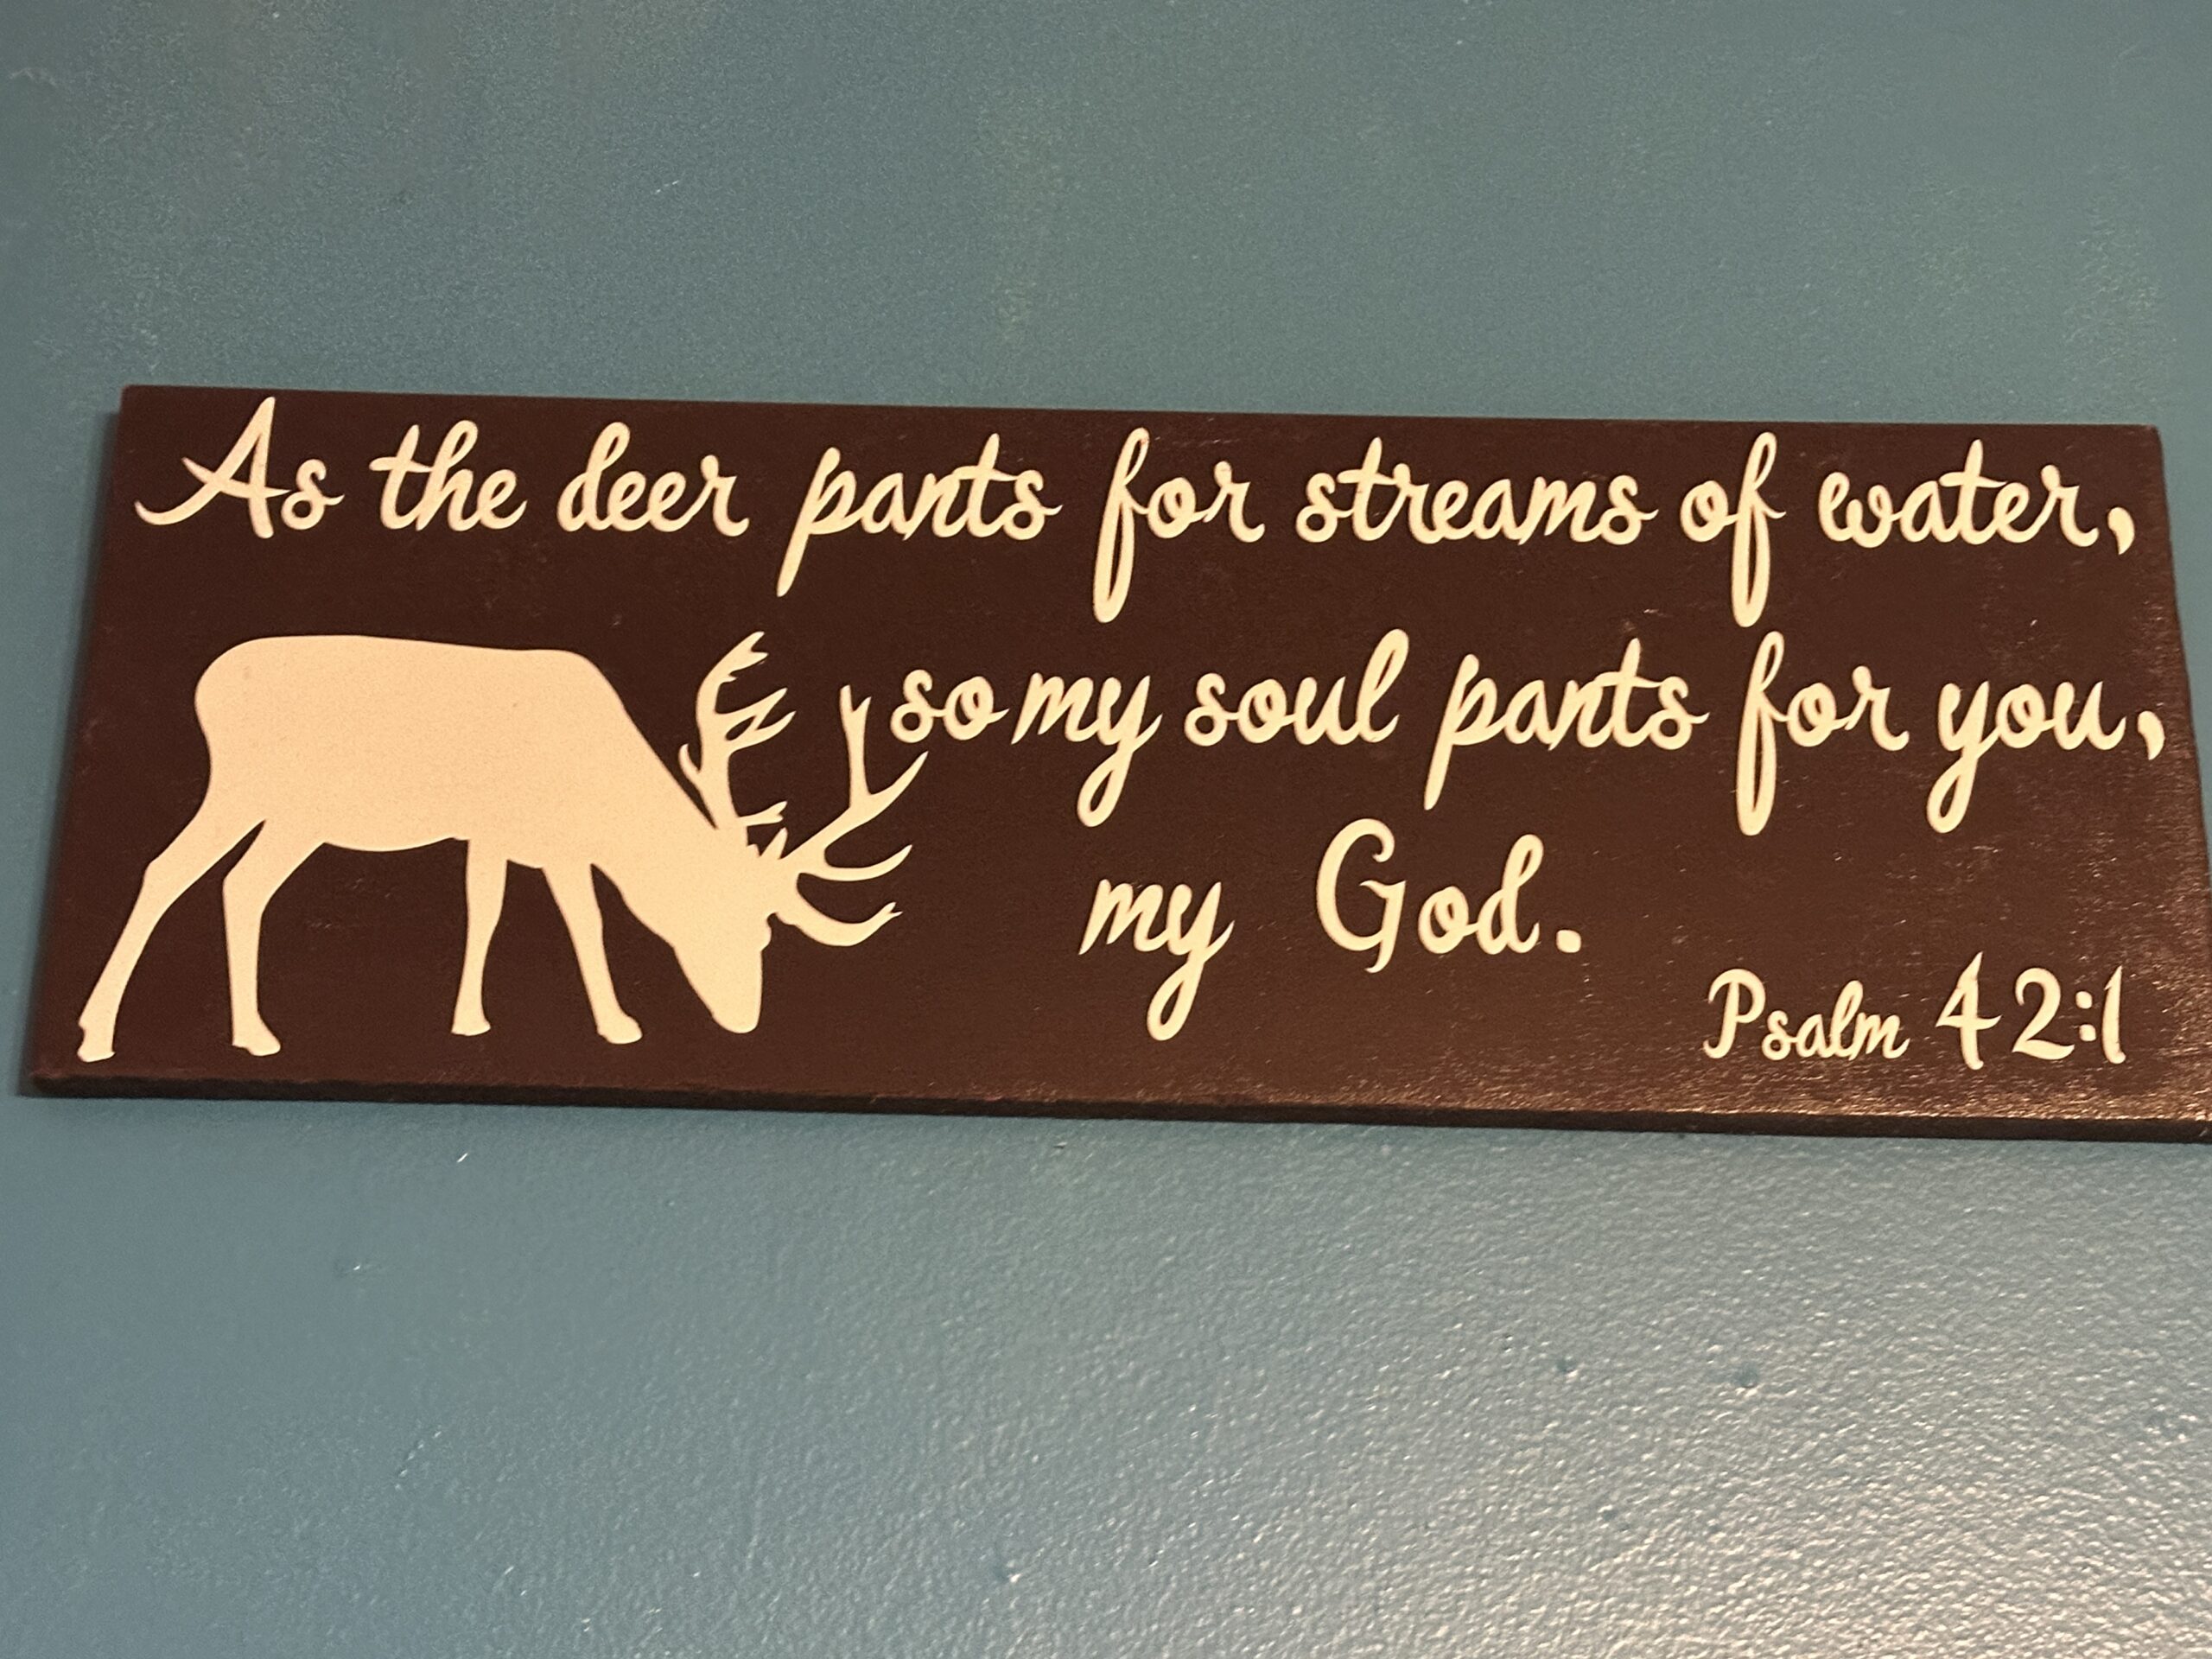 As the deer pants for streams of water,
so my soul pants for you,
my God.
Psalm 42:1